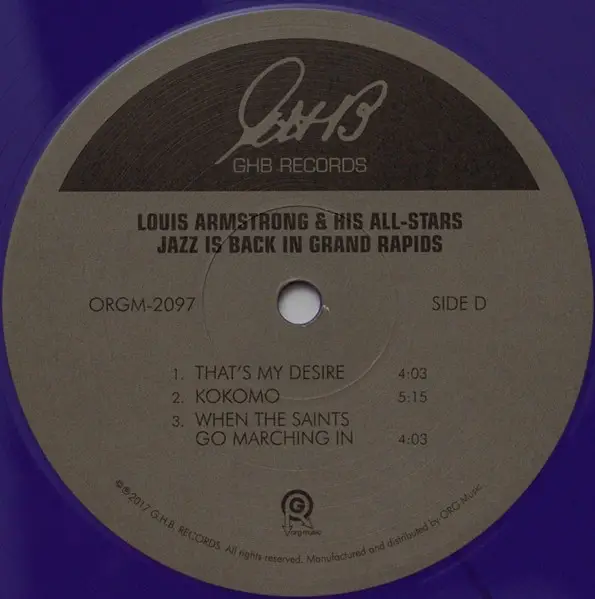 GHB
GHB RECORDS
LOUIS ARMSTRONG & HIS ALL-STARS
JAZZ IS BACK IN GRAND RAPIDS
ORGM-2097
SIDE D
1. THAT'S MY DESIRE 4:03
2. KOKOMO 5:15
3. WHEN THE SAINTS
GO MARCHING IN 4:03
G
R
org music
©℗2017 G.H.B. RECORDS. All rights reserved. Manufactured and distributed by ORG Music.